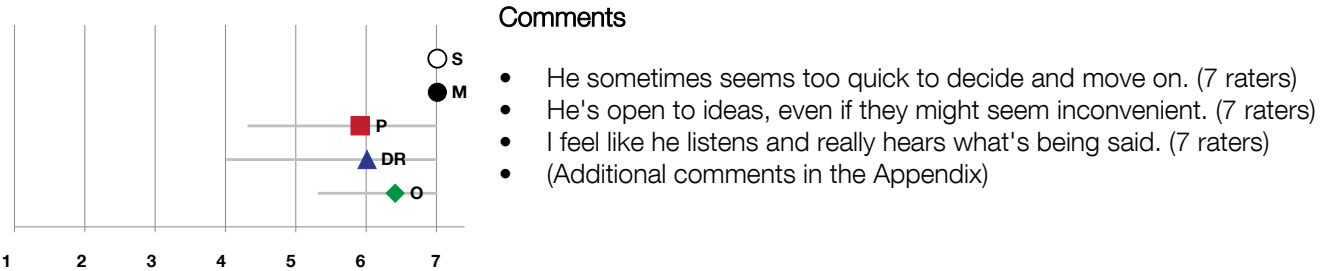 Comments
S
M
P
DR
O
1 2 3 4 5 6 7
• He sometimes seems too quick to decide and move on. (7 raters)
• He's open to ideas, even if they might seem inconvenient. (7 raters)
• I feel like he listens and really hears what's being said. (7 raters)
• (Additional comments in the Appendix)